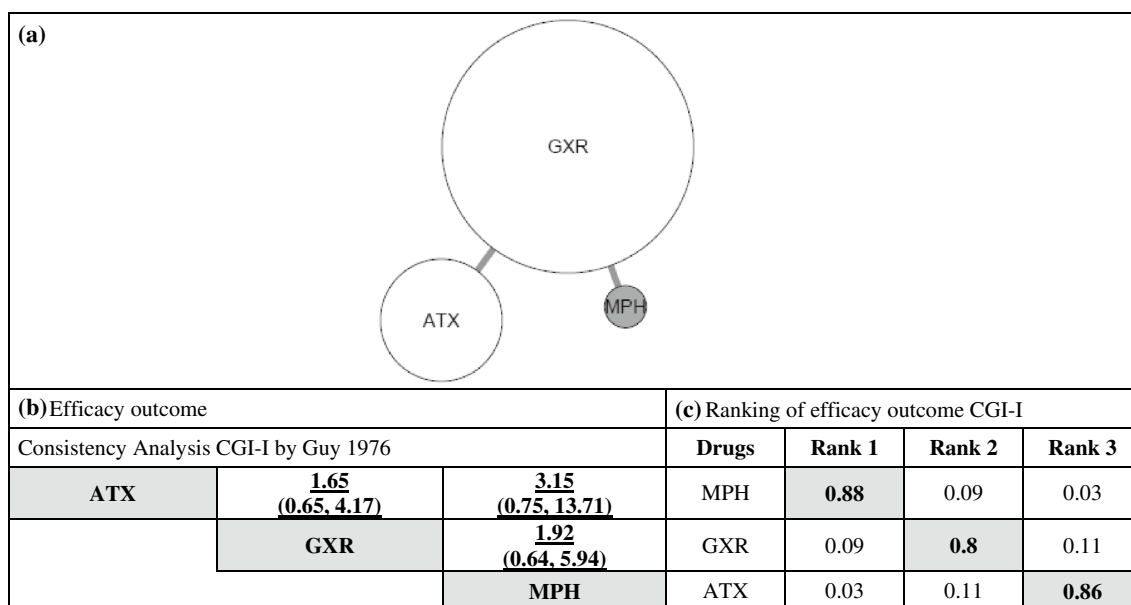 (a)
GXR
ATX
MPH
(b) Efficacy outcome
(c) Ranking of efficacy outcome CGI-I
Consistency Analysis CGI-I by Guy 1976
Drugs Rank 1 Rank 2 Rank 3
ATX 1.65 3.15
(0.65, 4.17) (0.75, 13.71)
MPH 0.88 0.09 0.03
GXR 1.92
(0.64, 5.94)
GXR 0.09 0.8 0.11
MPH
ATX 0.03 0.11 0.86